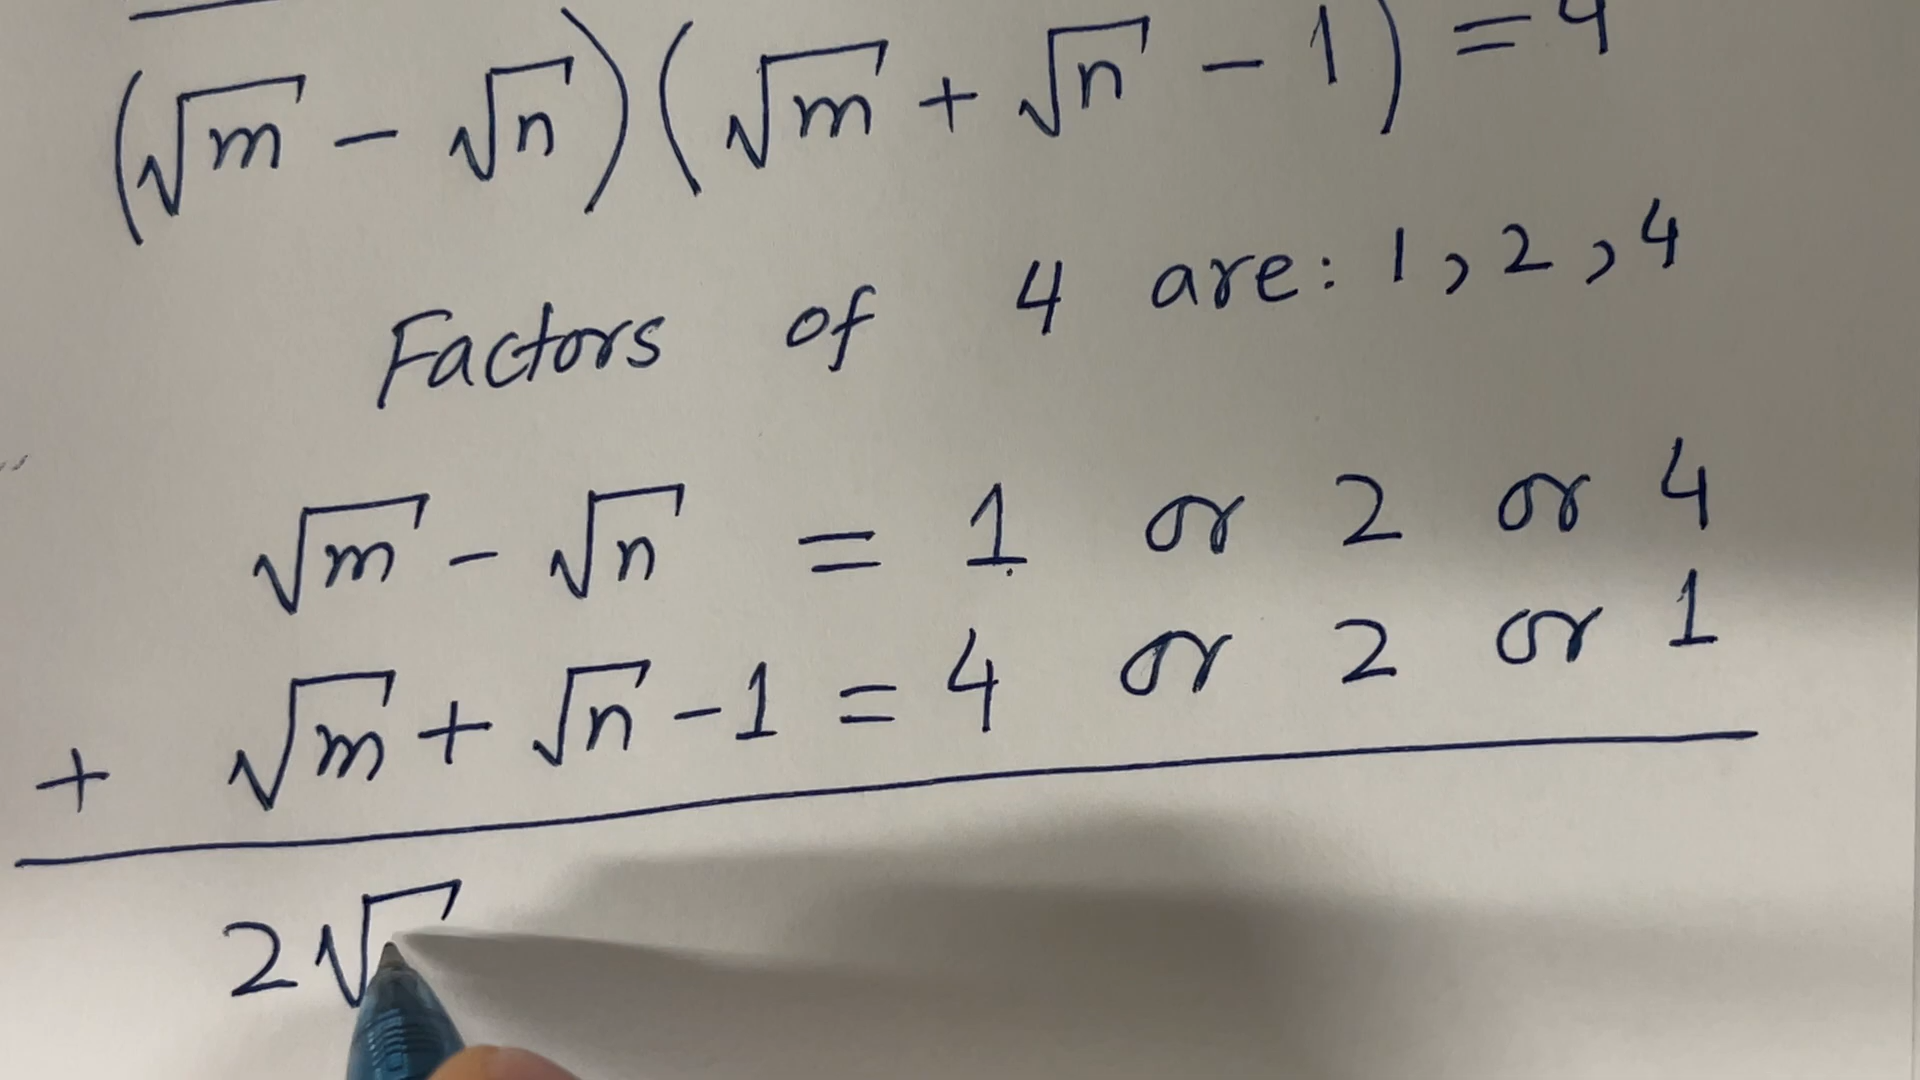 (√m - √n)(√m + √n - 1) = 4
Factors of 4 are: 1, 2, 4
√m - √n = 1 or 2 or 4
+ √m + √n - 1 = 4 or 2 or 1
2√